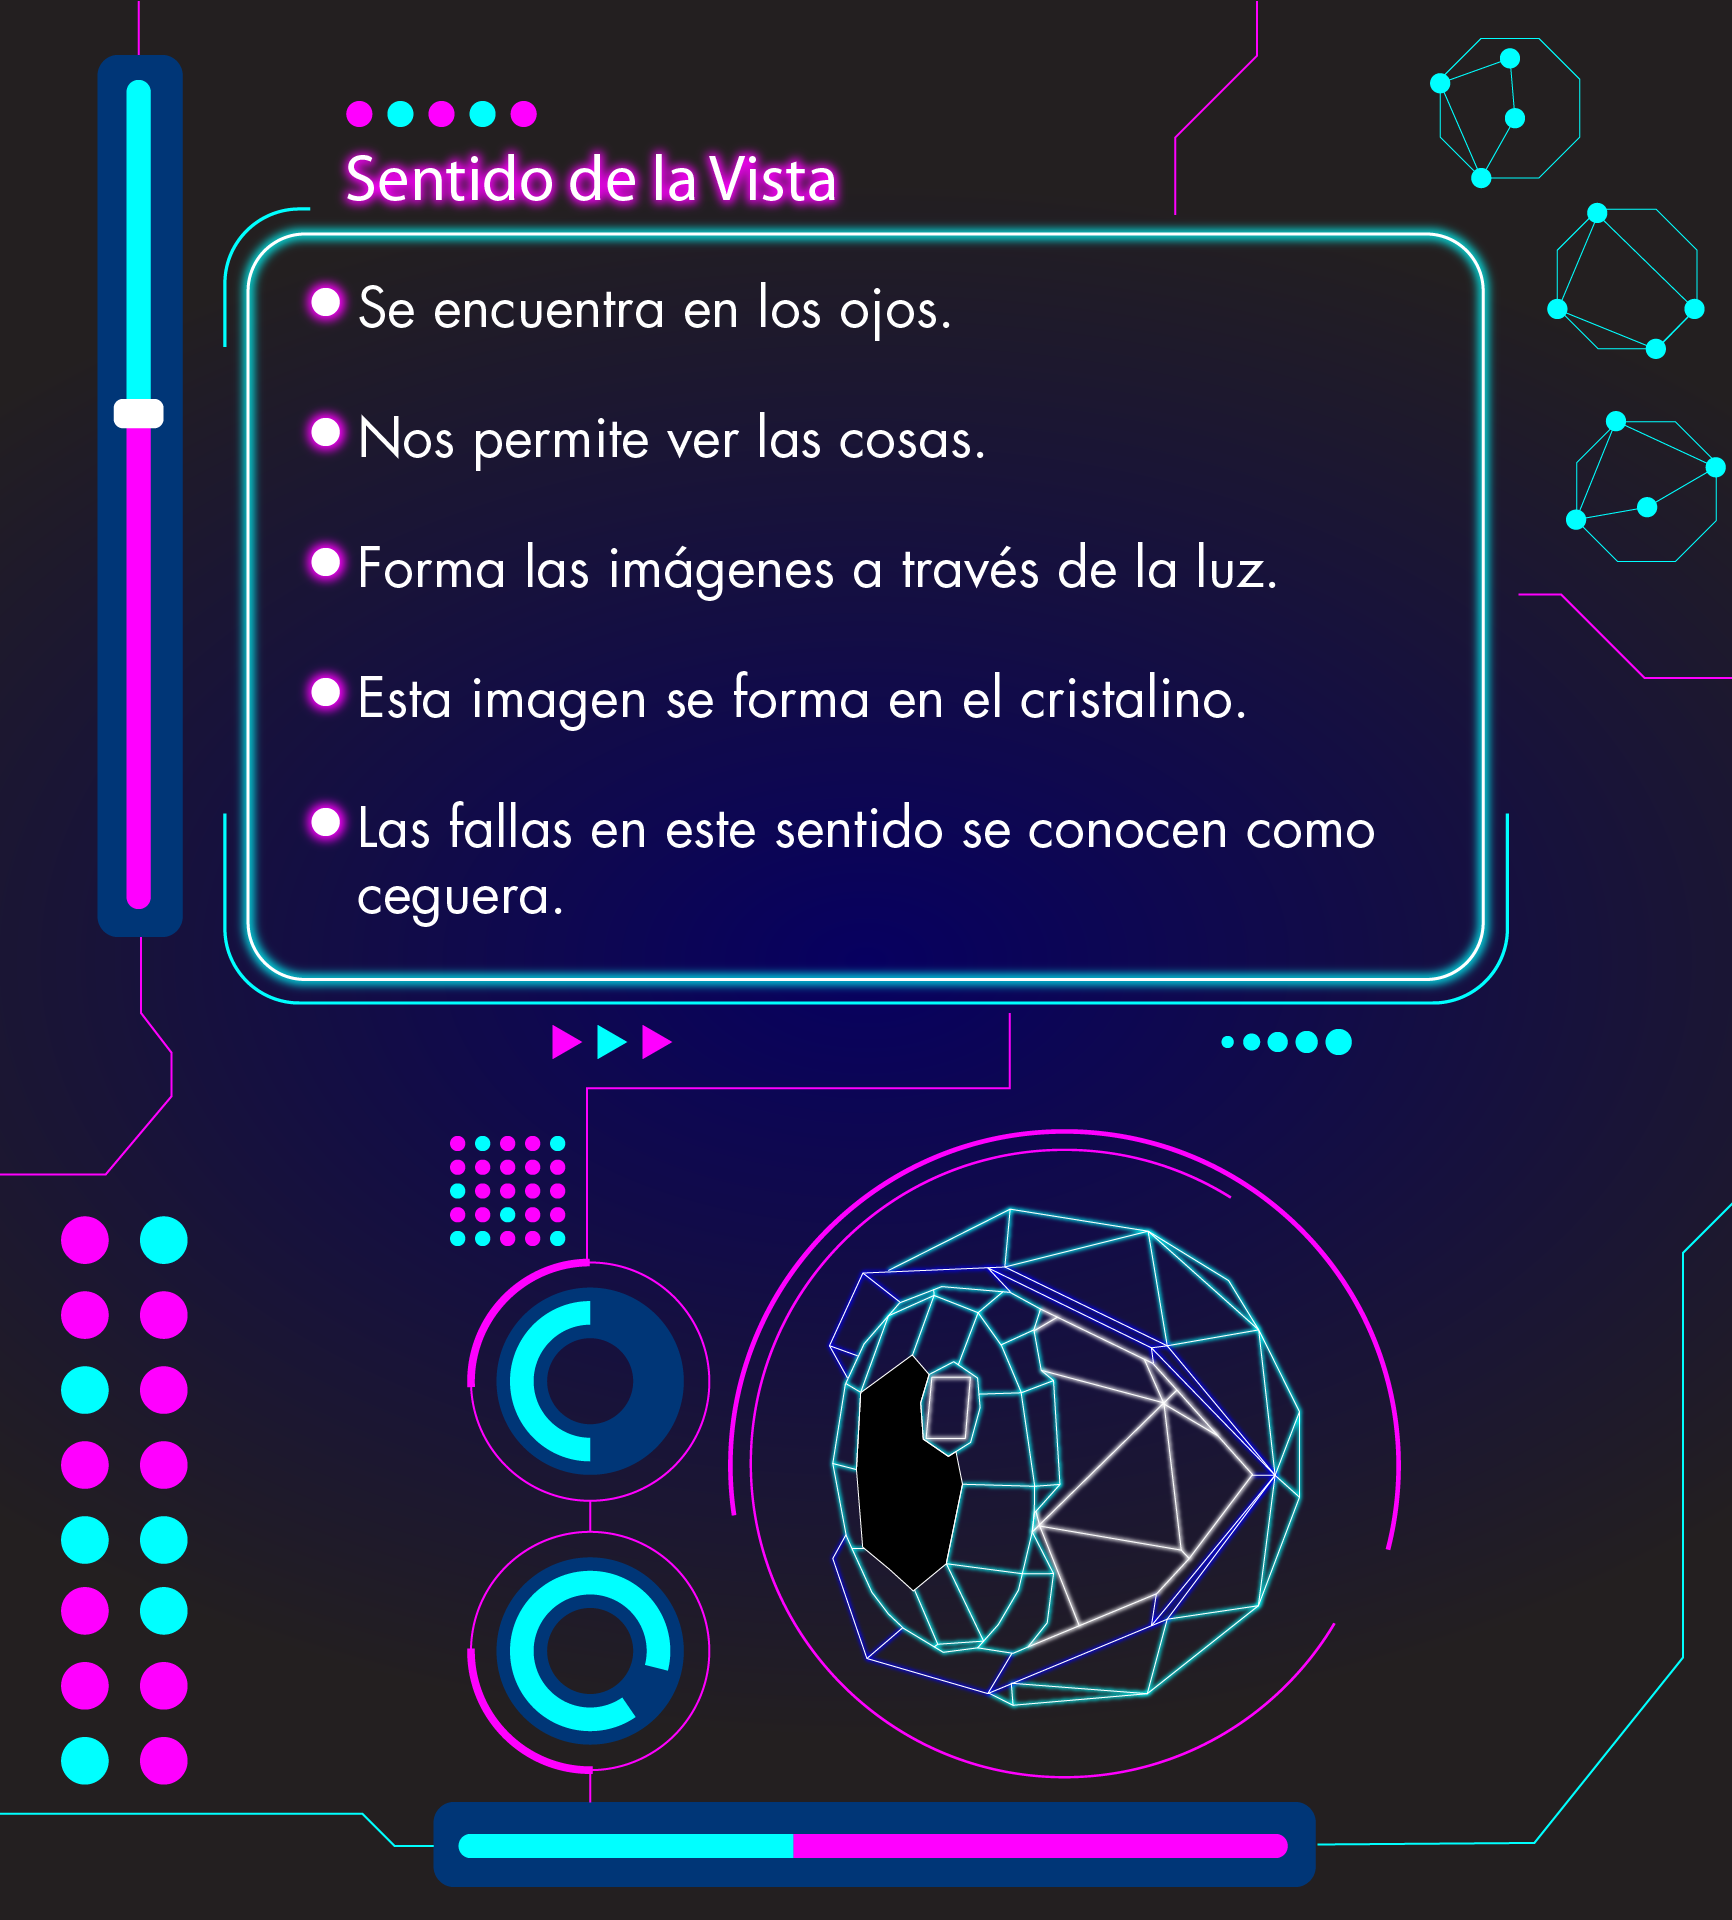 Sentido de la Vista
Se encuentra en los ojos.
Nos permite ver las cosas.
Forma las imágenes a través de la luz.
Esta imagen se forma en el cristalino.
Las fallas en este sentido se conocen como
ceguera.